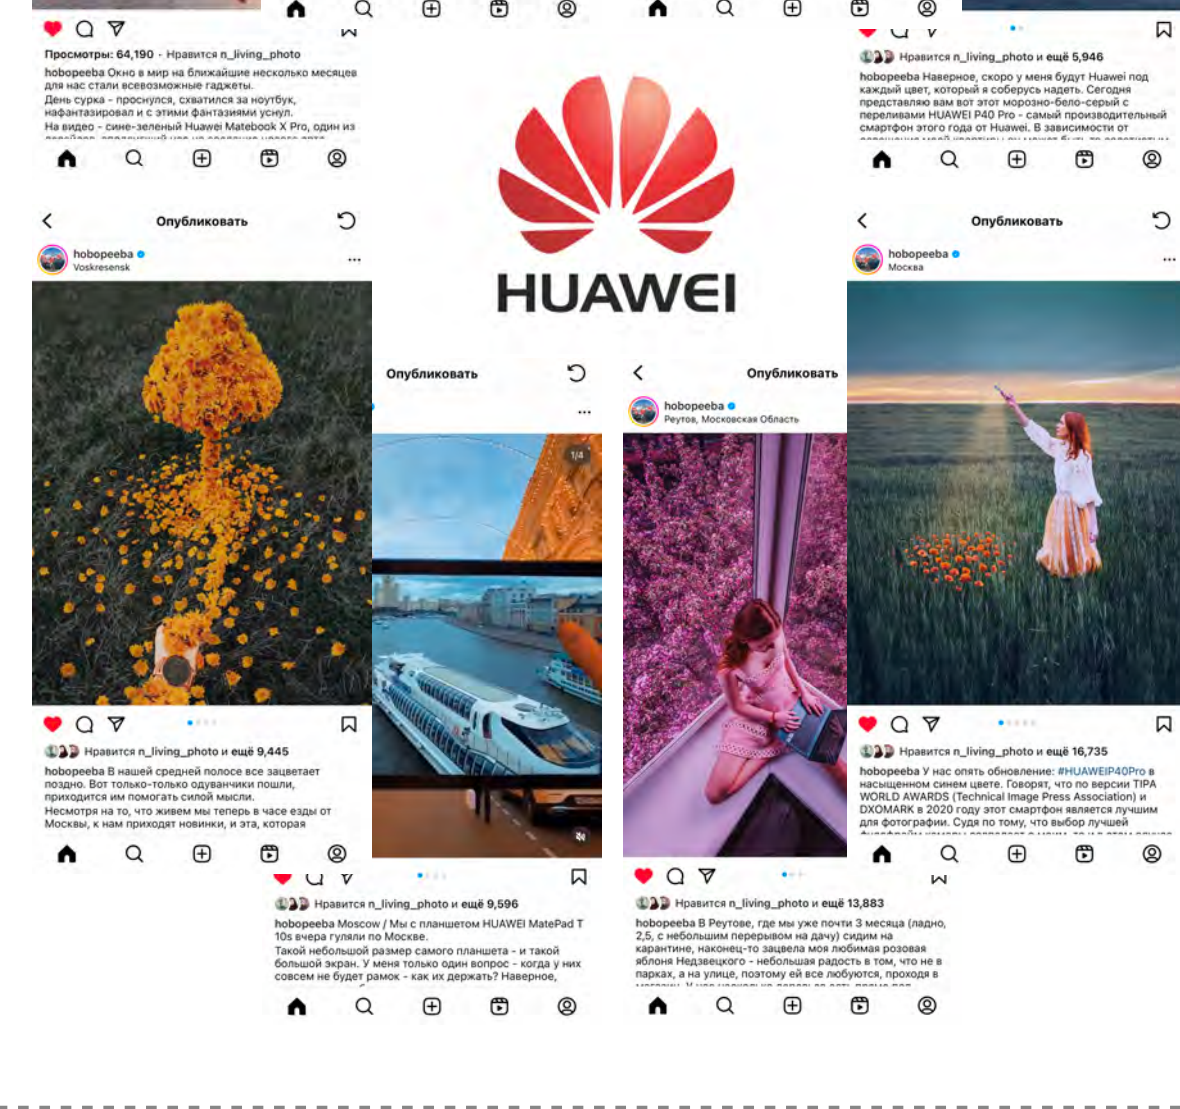 Просмотры: 64,190 - Нравится n_living_photo
hobopeeba Окно в мир на ближайшие несколько месяцев
для нас стали всевозможные гаджеты.
День сурка - проснулся, схватился за ноутбук,
нафантазировал и с этими фантазиями уснул.
На видео - сине-зеленый Huawei Matebook X Pro, один из
Нравится n_living_photo и ещё 5,946
hobopeeba Наверное, скоро у меня будут Huawei под
каждый цвет, который я соберусь надеть. Сегодня
представляю вам вот этот морозно-бело-серый с
переливами HUAWEI P40 Pro - самый производительный
смартфон этого года от Huawei. В зависимости от
HUAWEI
Опубликовать
hobopeeba
Voskresensk
Нравится n_living_photo и ещё 9,445
hobopeeba В нашей средней полосе все зацветает
поздно. Вот только-только одуванчики пошли,
приходится им помогать силой мысли.
Несмотря на то, что живем мы теперь в часе езды от
Москвы, к нам приходят новинки, и эта, которая
Опубликовать
1/4
Нравится n_living_photo и ещё 9,596
hobopeeba Moscow / Мы с планшетом HUAWEI MatePad T
10s вчера гуляли по Москве.
Такой небольшой размер самого планшета - и такой
большой экран. У меня только один вопрос - когда у них
совсем не будет рамок - как их держать? Наверное,
Опубликовать
hobopeeba
Реутов, Московская Область
Нравится n_living_photo и ещё 13,883
hobopeeba В Реутове, где мы уже почти 3 месяца (ладно,
2,5, с небольшим перерывом на дачу) сидим на
карантине, наконец-то зацвела моя любимая розовая
яблоня Недзвецкого - небольшая радость в том, что не в
парках, а на улице, поэтому ей все любуются, проходя в
Опубликовать
hobopeeba
Москва
Нравится n_living_photo и ещё 16,735
hobopeeba У нас опять обновление: #HUAWEIP40Pro в
насыщенном синем цвете. Говорят, что по версии TIPA
WORLD AWARDS (Technical Image Press Association) и
DXOMARK в 2020 году этот смартфон является лучшим
для фотографии. Судя по тому, что выбор лучшей